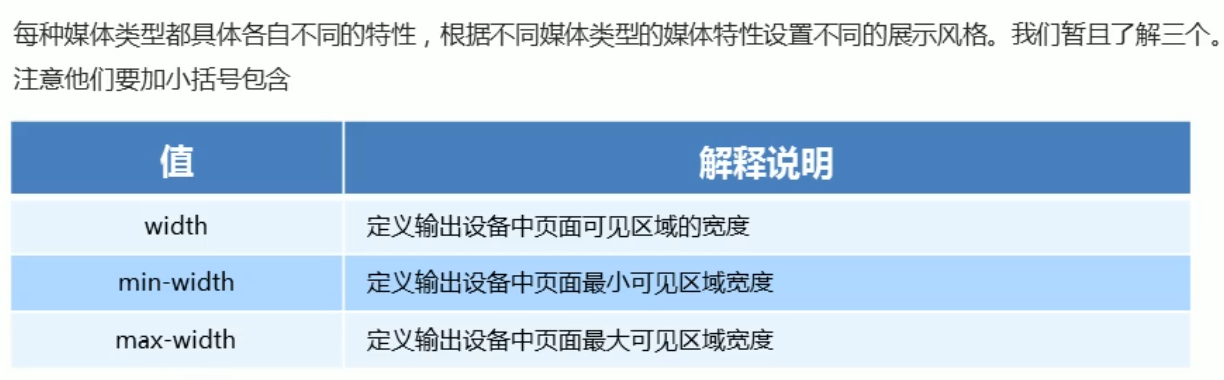 每种媒体类型都具体各自不同的特性，根据不同媒体类型的媒体特性设置不同的展示风格。我们暂且了解三个。
注意他们要加小括号包含
值 解释说明
width 定义输出设备中页面可见区域的宽度
min-width 定义输出设备中页面最小可见区域宽度
max-width 定义输出设备中页面最大可见区域宽度